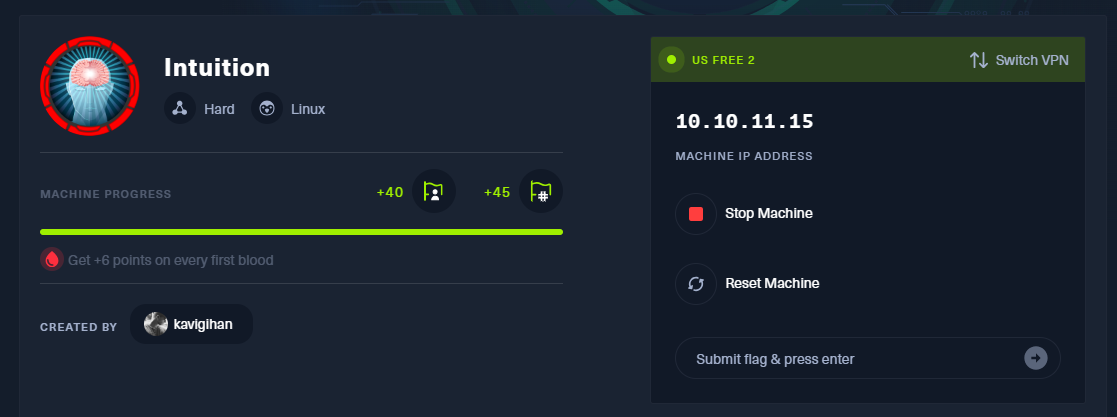 Intuition
Hard Linux
MACHINE PROGRESS +40 +45
Get +6 points on every first blood
CREATED BY kavigihan
US FREE 2 Switch VPN
10.10.11.15
MACHINE IP ADDRESS
Stop Machine
Reset Machine
Submit flag & press enter